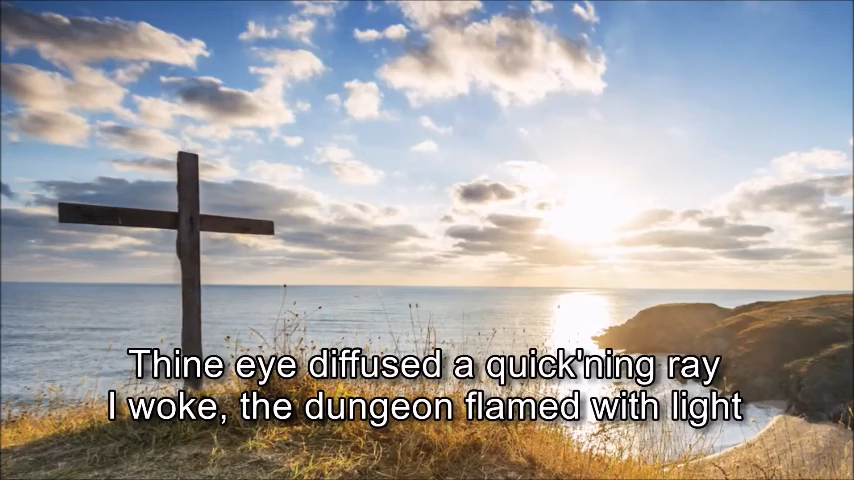 Thine eye diffused a quick'ning ray
I woke, the dungeon flamed with light